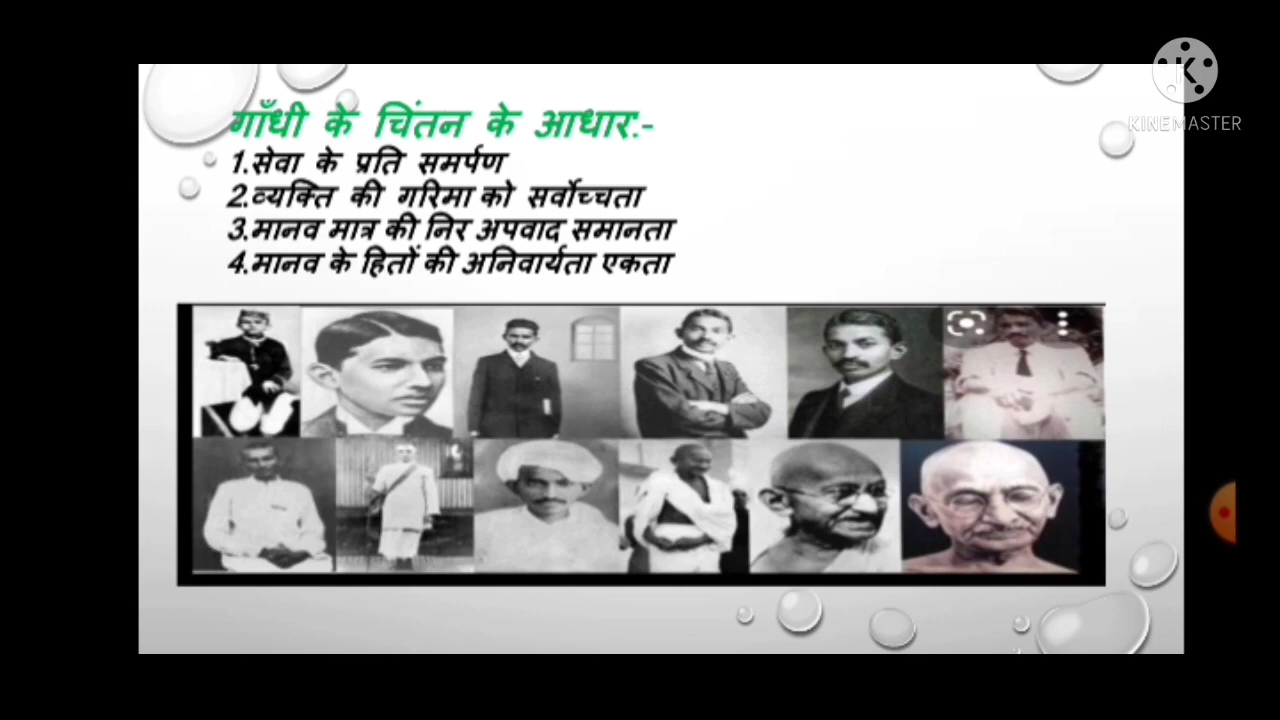 गाँधी के चिंतन के आधार:-
1.सेवा के प्रति समर्पण
2.व्यक्ति की गरिमा को सर्वोच्चता
3.मानव मात्र की निर अपवाद समानता
4.मानव के हितों की अनिवार्यता एकता
K
KINEMASTER